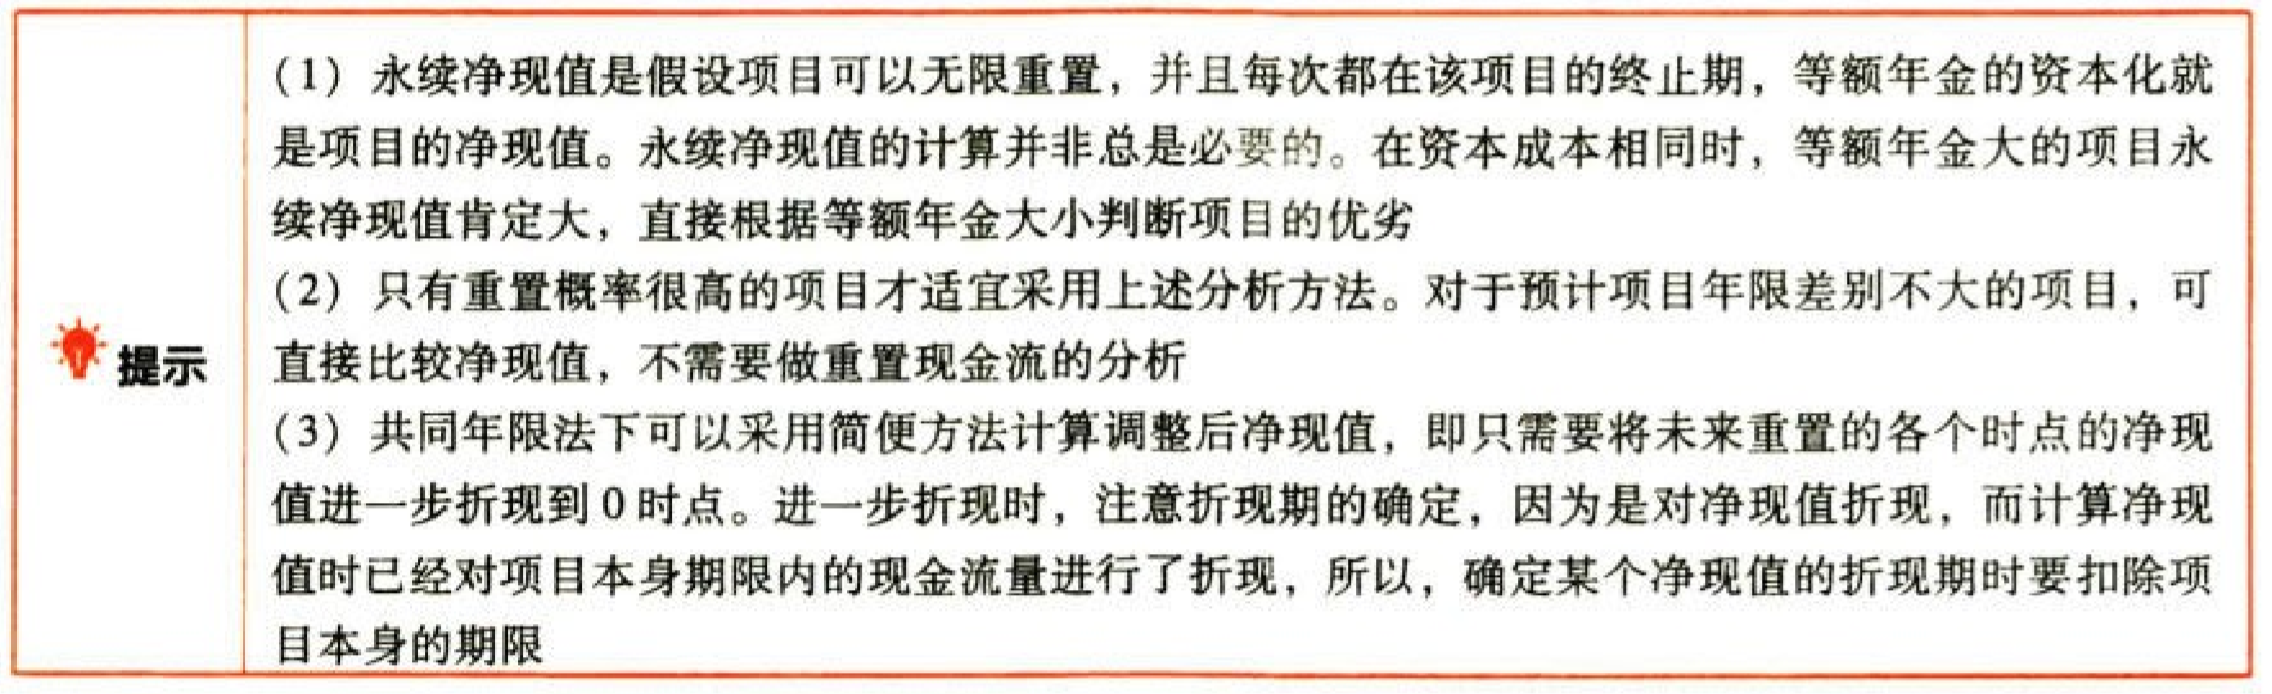 提示
(1) 永续净现值是假设项目可以无限重置，并且每次都在该项目的终止期，等额年金的资本化就
是项目的净现值。永续净现值的计算并非总是必要的。在资本成本相同时，等额年金大的项目永
续净现值肯定大，直接根据等额年金大小判断项目的优劣
(2) 只有重置概率很高的项目才适宜采用上述分析方法。对于预计项目年限差别不大的项目，可
直接比较净现值，不需要做重置现金流的分析
(3) 共同年限法下可以采用简便方法计算调整后净现值，即只需要将未来重置的各个时点的净现
值进一步折现到0时点。进一步折现时，注意折现期的确定，因为是对净现值折现，而计算净现
值时已经对项目本身期限内的现金流量进行了折现，所以，确定某个净现值的折现期时要扣除项
目本身的期限